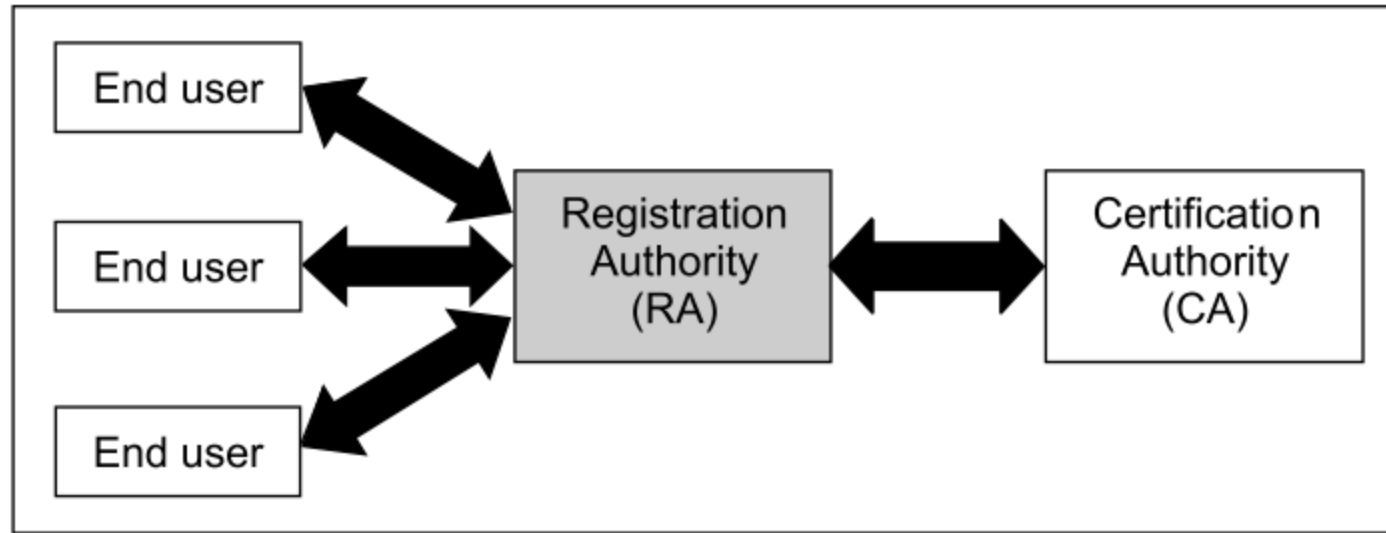 End user
End user
End user
Registration
Authority
(RA)
Certification
Authority
(CA)